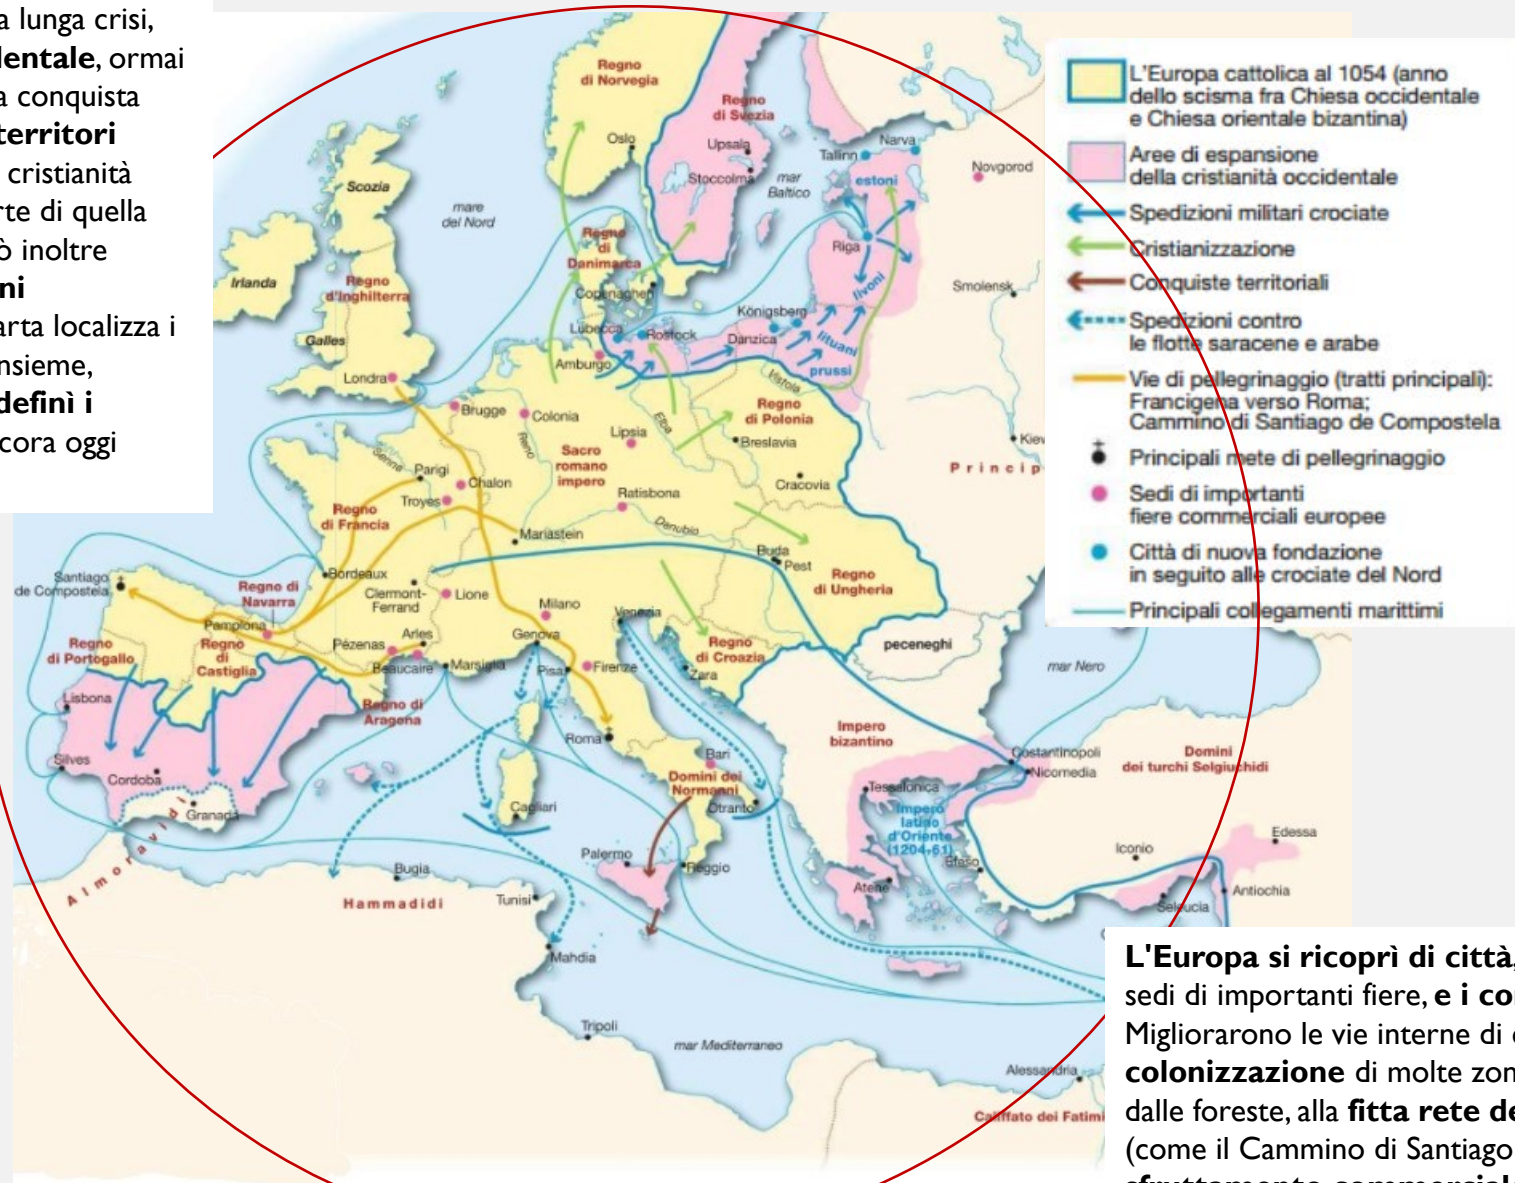 a lunga crisi,
dentale, ormai
a conquista
territori
cristianità
rte di quella
ò inoltre
ni
arta localizza i
nsieme,
definì i
cora oggi
L'Europa cattolica al 1054 (anno
dello scisma fra Chiesa occidentale
e Chiesa orientale bizantina)
Aree di espansione
della cristianità occidentale
Spedizioni militari crociate
Cristianizzazione
Conquiste territoriali
Spedizioni contro
le flotte saracene e arabe
Vie di pellegrinaggio (tratti principali):
Francigena verso Roma;
Cammino di Santiago de Compostela
Principali mete di pellegrinaggio
Sedi di importanti
fiere commerciali europee
Città di nuova fondazione
in seguito alle crociate del Nord
Principali collegamenti marittimi
Regno
di Norvegia
Regno
di Svezia
Oslo
Upsala
Stoccolma
mar
Baltico
Tallinn
Narva
estoni
Novgorod
Scozia
mare
del Nord
Regno
di
Danimarca
Riga
livoni
Irlanda
Regno
d'Inghilterra
Copenaghen
Smolensk
Königsberg
Galles
Lubecca
Rostock
Danzica
lituani
prussi
Amburgo
Vistola
Londra
Brugge
Colonia
Regno
di Polonia
Elba
Reno
Lipsia
Breslavia
Kiev
Sacro
romano
impero
Senna
Parigi
Chalon
Troyes
Ratisbona
Cracovia
Princip
Regno
di Francia
Danubio
Mariastein
Buda
Pest
Santiago
de Compostela
Bordeaux
Regno di
Navarra
Clermont-
Ferrand
Lione
Milano
Venezia
Regno
di Ungheria
Pamplona
Genova
Regno
di Portogallo
Regno
di
Castiglia
Pézenas
Arles
Beaucaire
Marsiglia
Pisa
Firenze
Regno
di Croazia
Zara
peceneghi
mar Nero
Lisbona
Regno di
Aragona
Roma
Impero
bizantino
Bari
Costantinopoli
Nicomedia
Domini
dei turchi Selgiuchidi
Silves
Cordoba
Domini dei
Normanni
Tessalonica
Granada
Cagliari
Otranto
Impero
latino
d'Oriente
(1204-61)
Edessa
Almoravidi
Palermo
Reggio
Efeso
Iconio
Bugia
Atene
Antiochia
Hammadidi
Tunisi
Seleucia
Mahdia
Tripoli
mar Mediterraneo
Alessandria
Califfato dei Fatimi
L'Europa si ricoprì di città,
sedi di importanti fiere, e i co
Migliorarono le vie interne di
colonizzazione di molte zon
dalle foreste, alla fitta rete de
(come il Cammino di Santiago
sfruttamento commerciale